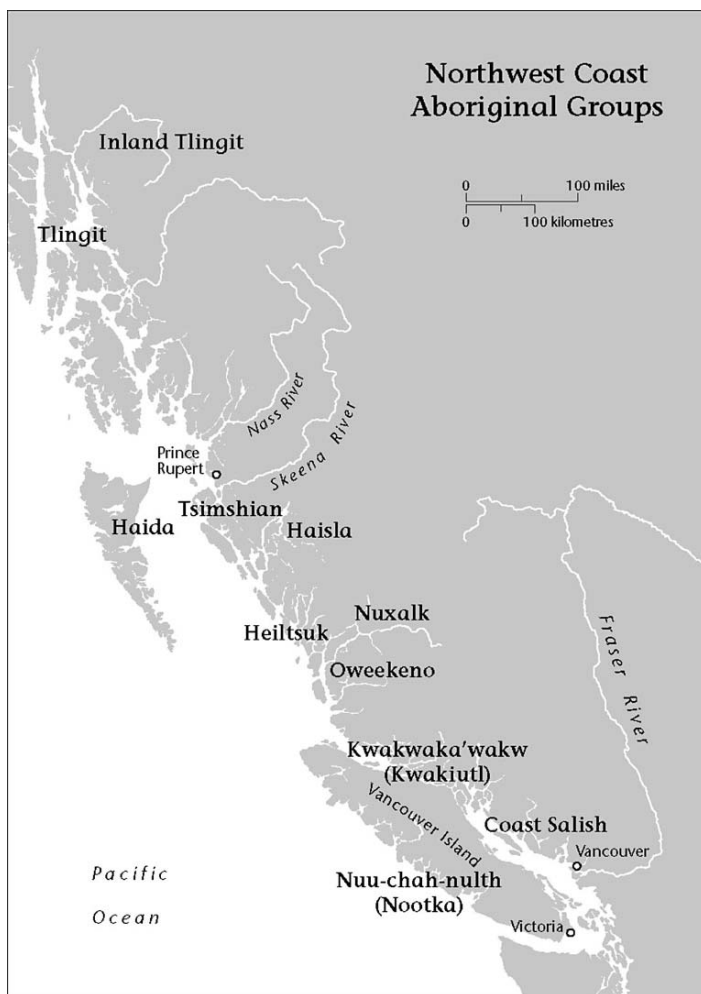 Northwest Coast
Aboriginal Groups
Inland Tlingit
0 100 miles
0 100 kilometres
Tlingit
Nass River
Prince
Rupert
Skeena River
Tsimshian
Haida
Haisla
Nuxalk
Heiltsuk
Oweekeno
Fraser River
Kwakwaka'wakw
(Kwakiutl)
Vancouver Island
Coast Salish
Vancouver
Pacific
Ocean
Nuu-chah-nulth
(Nootka)
Victoria